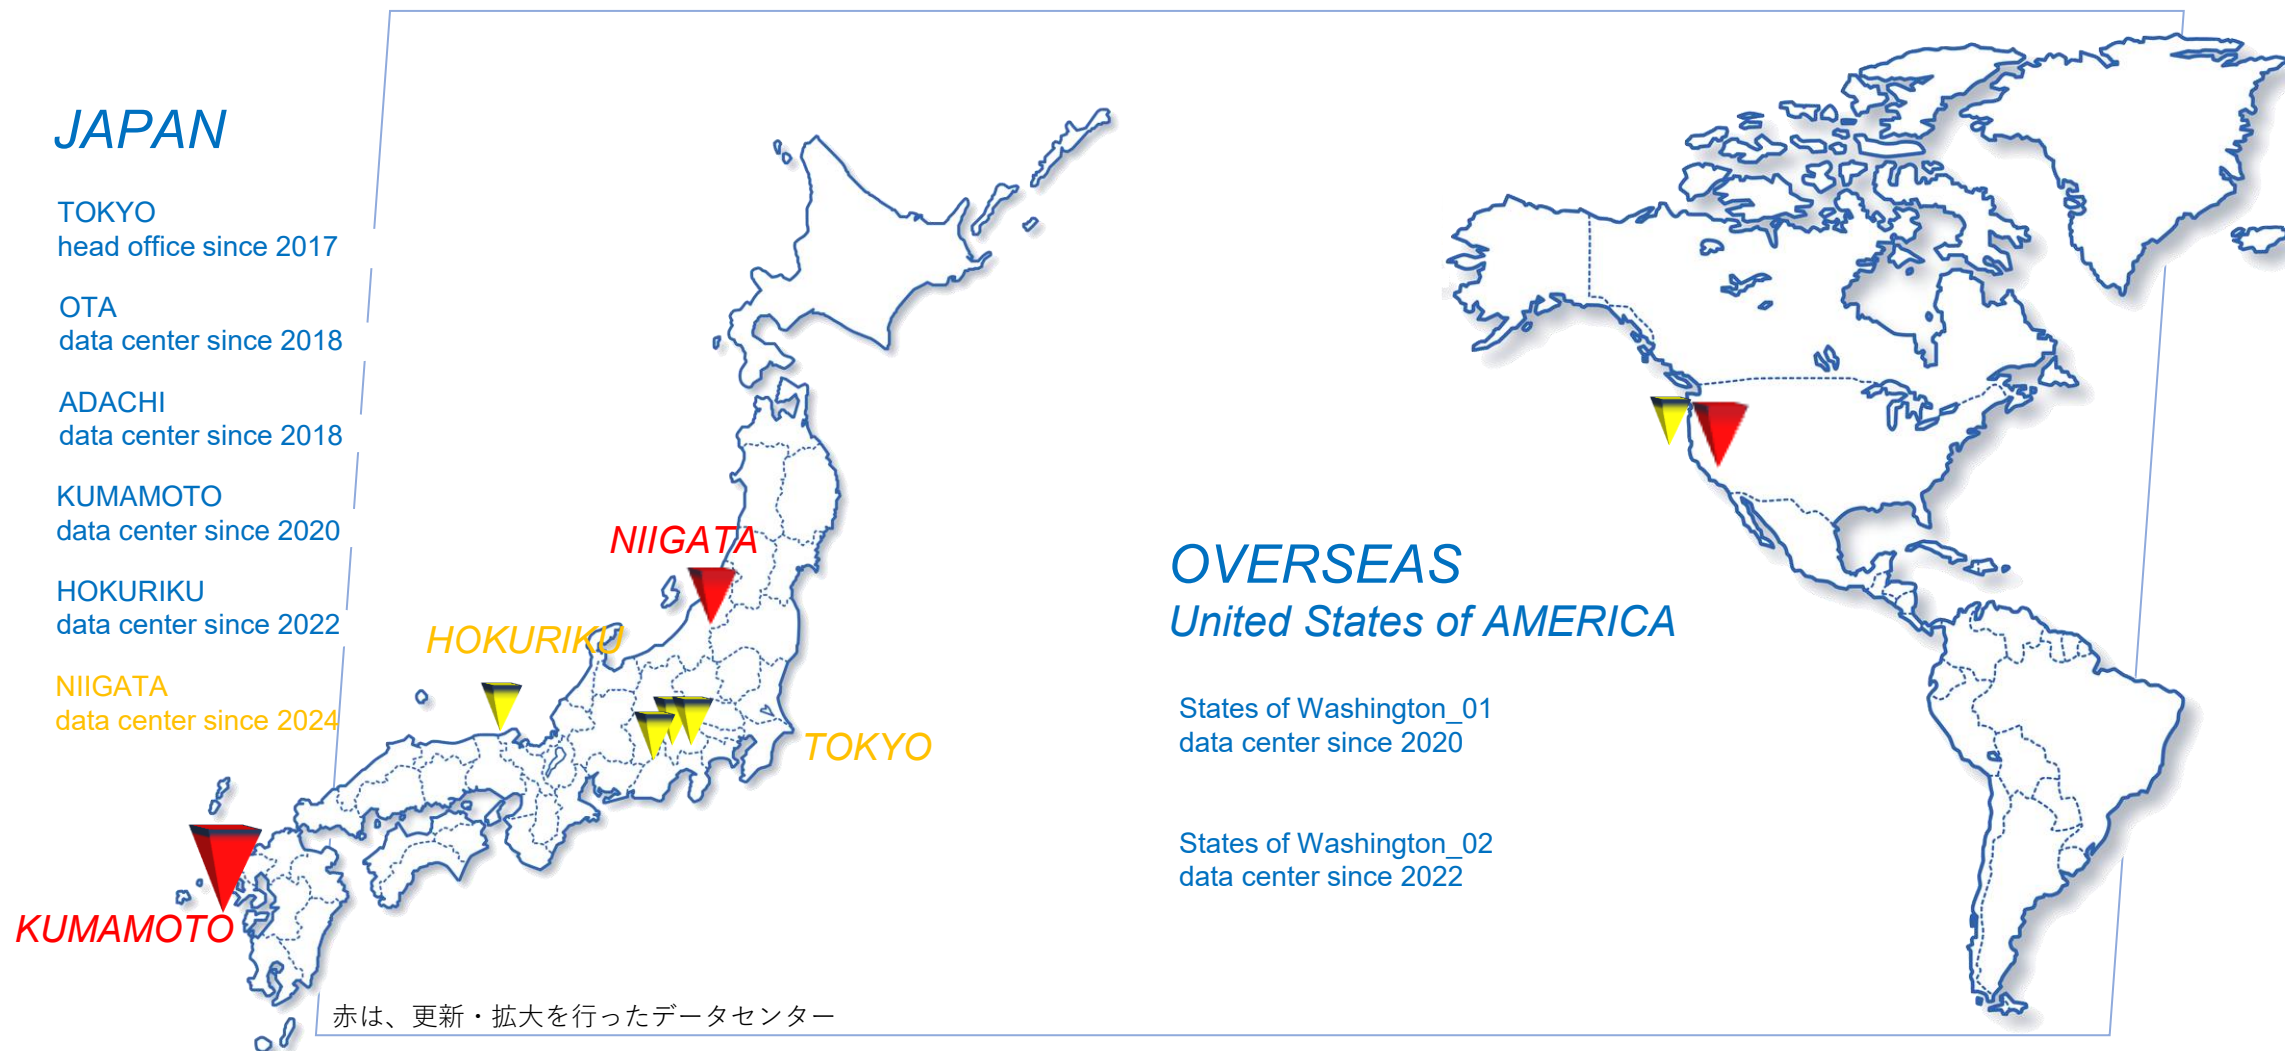 JAPAN
TOKYO
head office since 2017
OTA
data center since 2018
ADACHI
data center since 2018
KUMAMOTO
data center since 2020
HOKURIKU
data center since 2022
NIIGATA
data center since 2024
NIIGATA
HOKURIKU
TOKYO
KUMAMOTO
赤は、更新・拡大を行ったデータセンター
OVERSEAS
United States of AMERICA
States of Washington_01
data center since 2020
States of Washington_02
data center since 2022